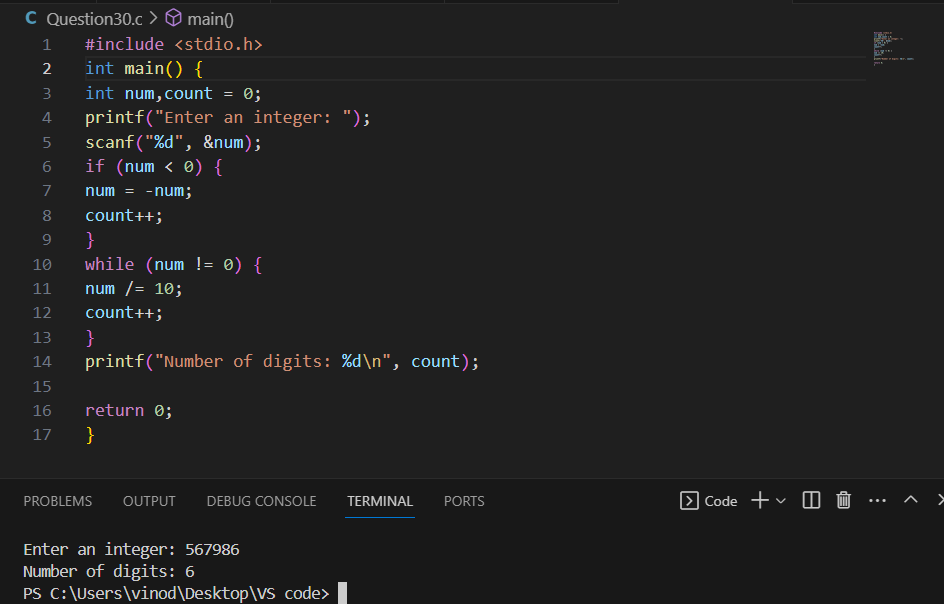 C Question30.c > main()
1 #include <stdio.h>
2 int main() {
3 int num,count = 0;
4 printf("Enter an integer: ");
5 scanf("%d", &num);
6 if (num < 0) {
7 num = -num;
8 count++;
9 }
10 while (num != 0) {
11 num /= 10;
12 count++;
13 }
14 printf("Number of digits: %d\n", count);
15
16 return 0;
17 }
PROBLEMS OUTPUT DEBUG CONSOLE TERMINAL PORTS Code
Enter an integer: 567986
Number of digits: 6
PS C:\Users\vinod\Desktop\VS code>